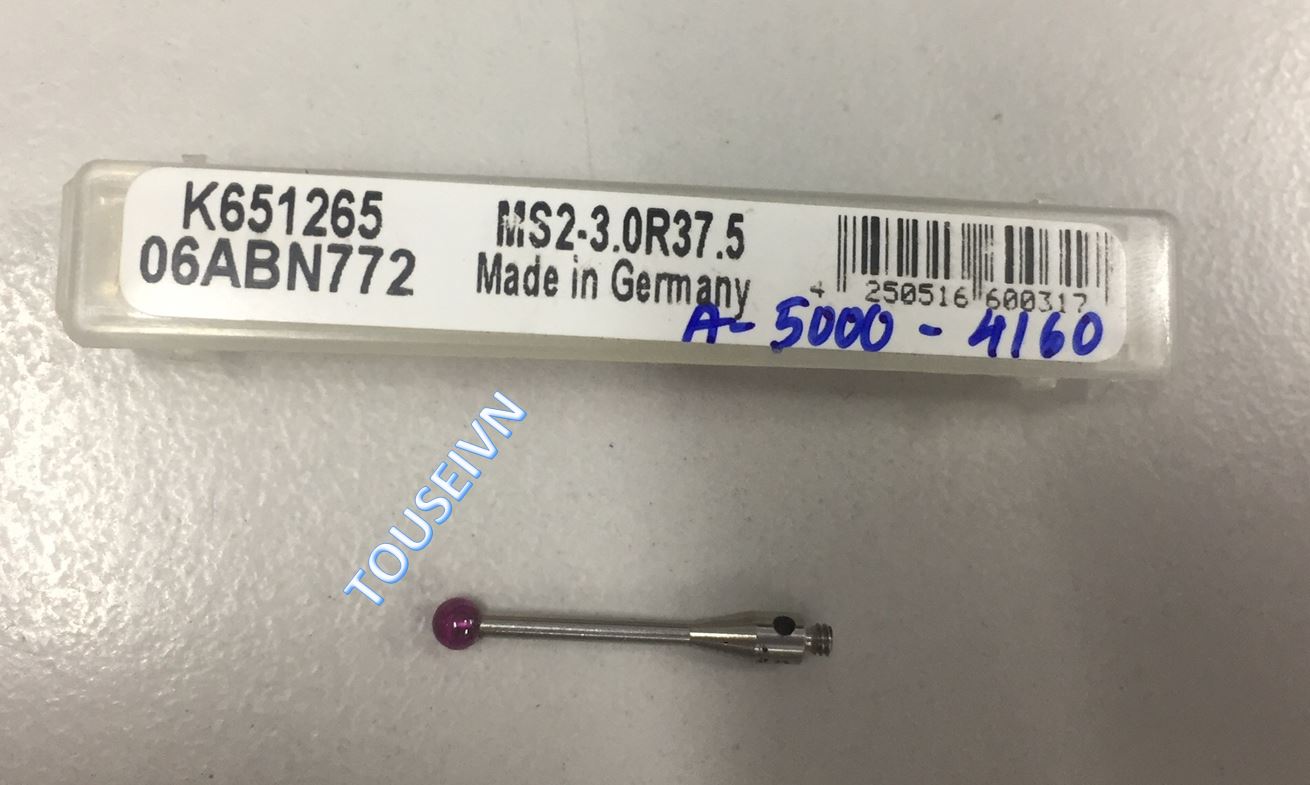 K651265
06ABN772
MS2-3.0R37.5
Made in Germany
4 250516 600317
A-5000-4160
TOUSEIVN